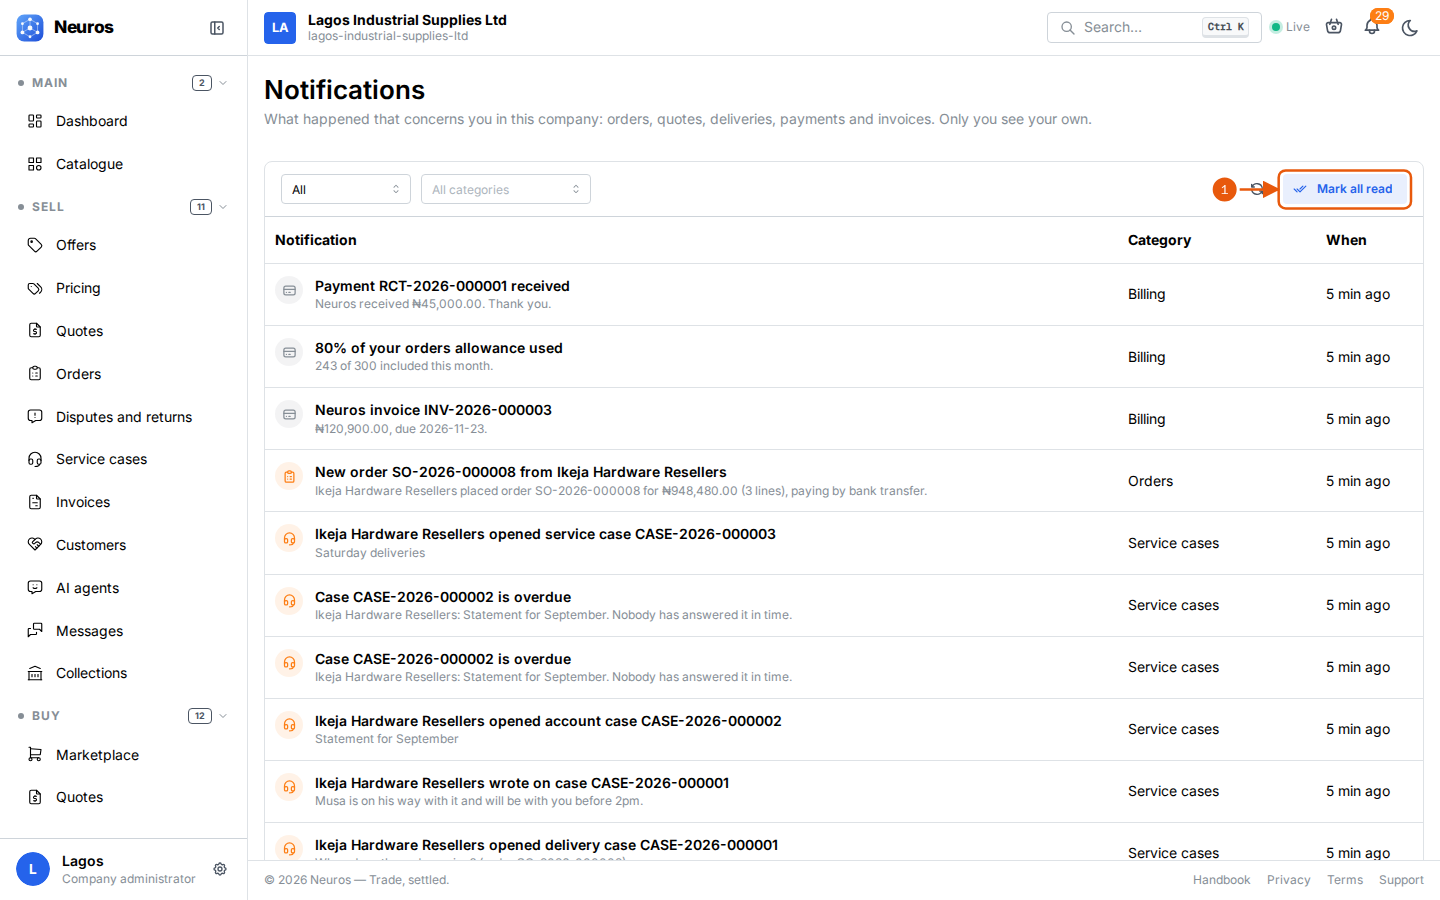 Neuros
LA
Lagos Industrial Supplies Ltd
lagos-industrial-supplies-ltd
Search...
Ctrl K
Live
29
MAIN
2
Dashboard
Catalogue
SELL
11
Offers
Pricing
Quotes
Orders
Disputes and returns
Service cases
Invoices
Customers
AI agents
Messages
Collections
BUY
12
Marketplace
Quotes
L
Lagos
Company administrator
Notifications
What happened that concerns you in this company: orders, quotes, deliveries, payments and invoices. Only you see your own.
All
All categories
1
Mark all read
Notification
Category
When
Payment RCT-2026-000001 received
Neuros received ₦45,000.00. Thank you.
Billing
5 min ago
80% of your orders allowance used
243 of 300 included this month.
Billing
5 min ago
Neuros invoice INV-2026-000003
₦120,900.00, due 2026-11-23.
Billing
5 min ago
New order SO-2026-000008 from Ikeja Hardware Resellers
Ikeja Hardware Resellers placed order SO-2026-000008 for ₦948,480.00 (3 lines), paying by bank transfer.
Orders
5 min ago
Ikeja Hardware Resellers opened service case CASE-2026-000003
Saturday deliveries
Service cases
5 min ago
Case CASE-2026-000002 is overdue
Ikeja Hardware Resellers: Statement for September. Nobody has answered it in time.
Service cases
5 min ago
Case CASE-2026-000002 is overdue
Ikeja Hardware Resellers: Statement for September. Nobody has answered it in time.
Service cases
5 min ago
Ikeja Hardware Resellers opened account case CASE-2026-000002
Statement for September
Service cases
5 min ago
Ikeja Hardware Resellers wrote on case CASE-2026-000001
Musa is on his way with it and will be with you before 2pm.
Service cases
5 min ago
Ikeja Hardware Resellers opened delivery case CASE-2026-000001
Service cases
5 min ago
© 2026 Neuros — Trade, settled.
Handbook
Privacy
Terms
Support